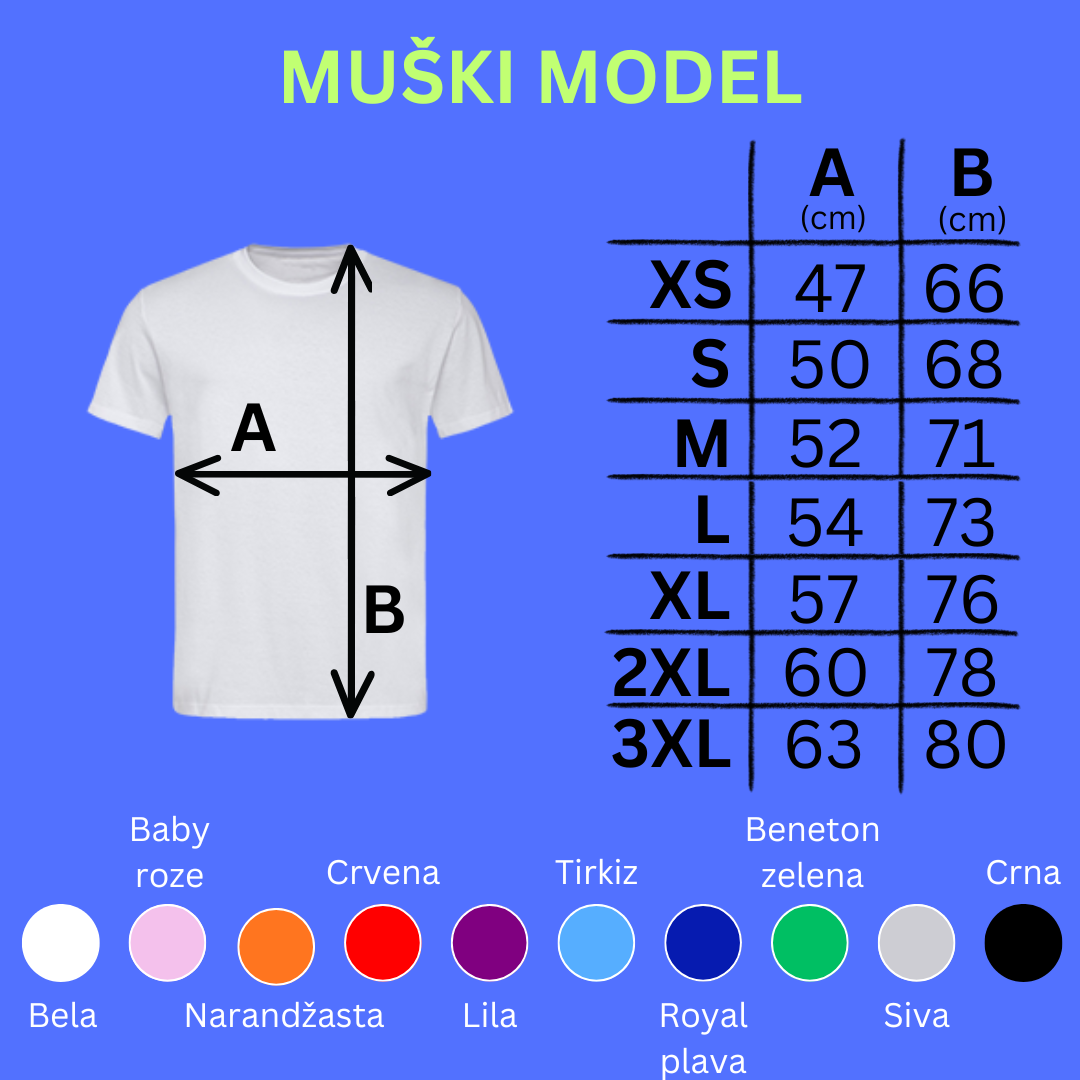 MUŠKI MODEL
A B
(cm) (cm)
XS 47 66
S 50 68
M 52 71
L 54 73
XL 57 76
2XL 60 78
3XL 63 80
A
B
Baby
roze
Crvena
Tirkiz
Beneton
zelena
Crna
Bela
Narandžasta
Lila
Royal
plava
Siva